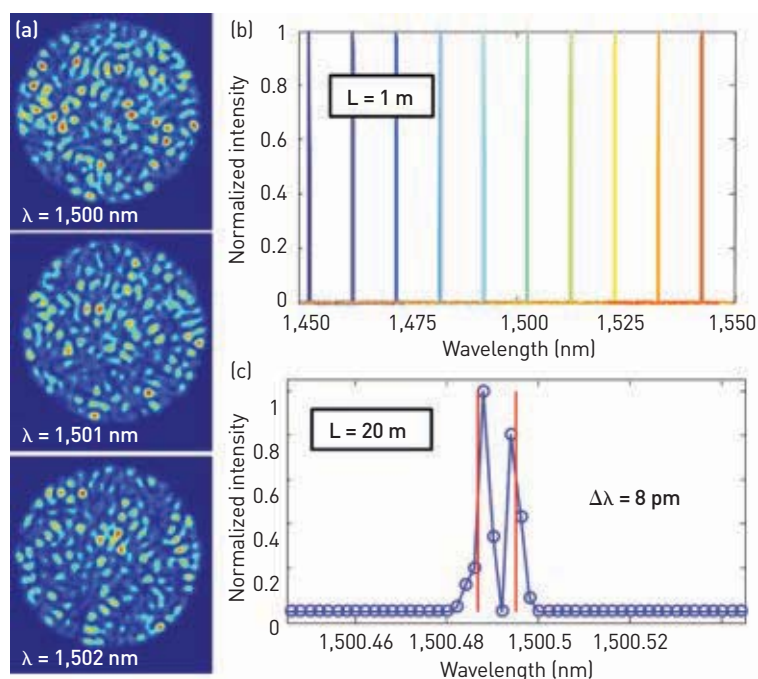 (a)
λ = 1,500 nm
λ = 1,501 nm
λ = 1,502 nm
(b)
Normalized intensity
1
0.8
0.6
0.4
0.2
0
L = 1 m
1,450 1,475 1,500 1,525 1,550
Wavelength (nm)
(c)
Normalized intensity
1
0.8
0.6
0.4
0.2
0
L = 20 m
Δλ = 8 pm
1,500.46 1,500.48 1,500.5 1,500.52
Wavelength (nm)